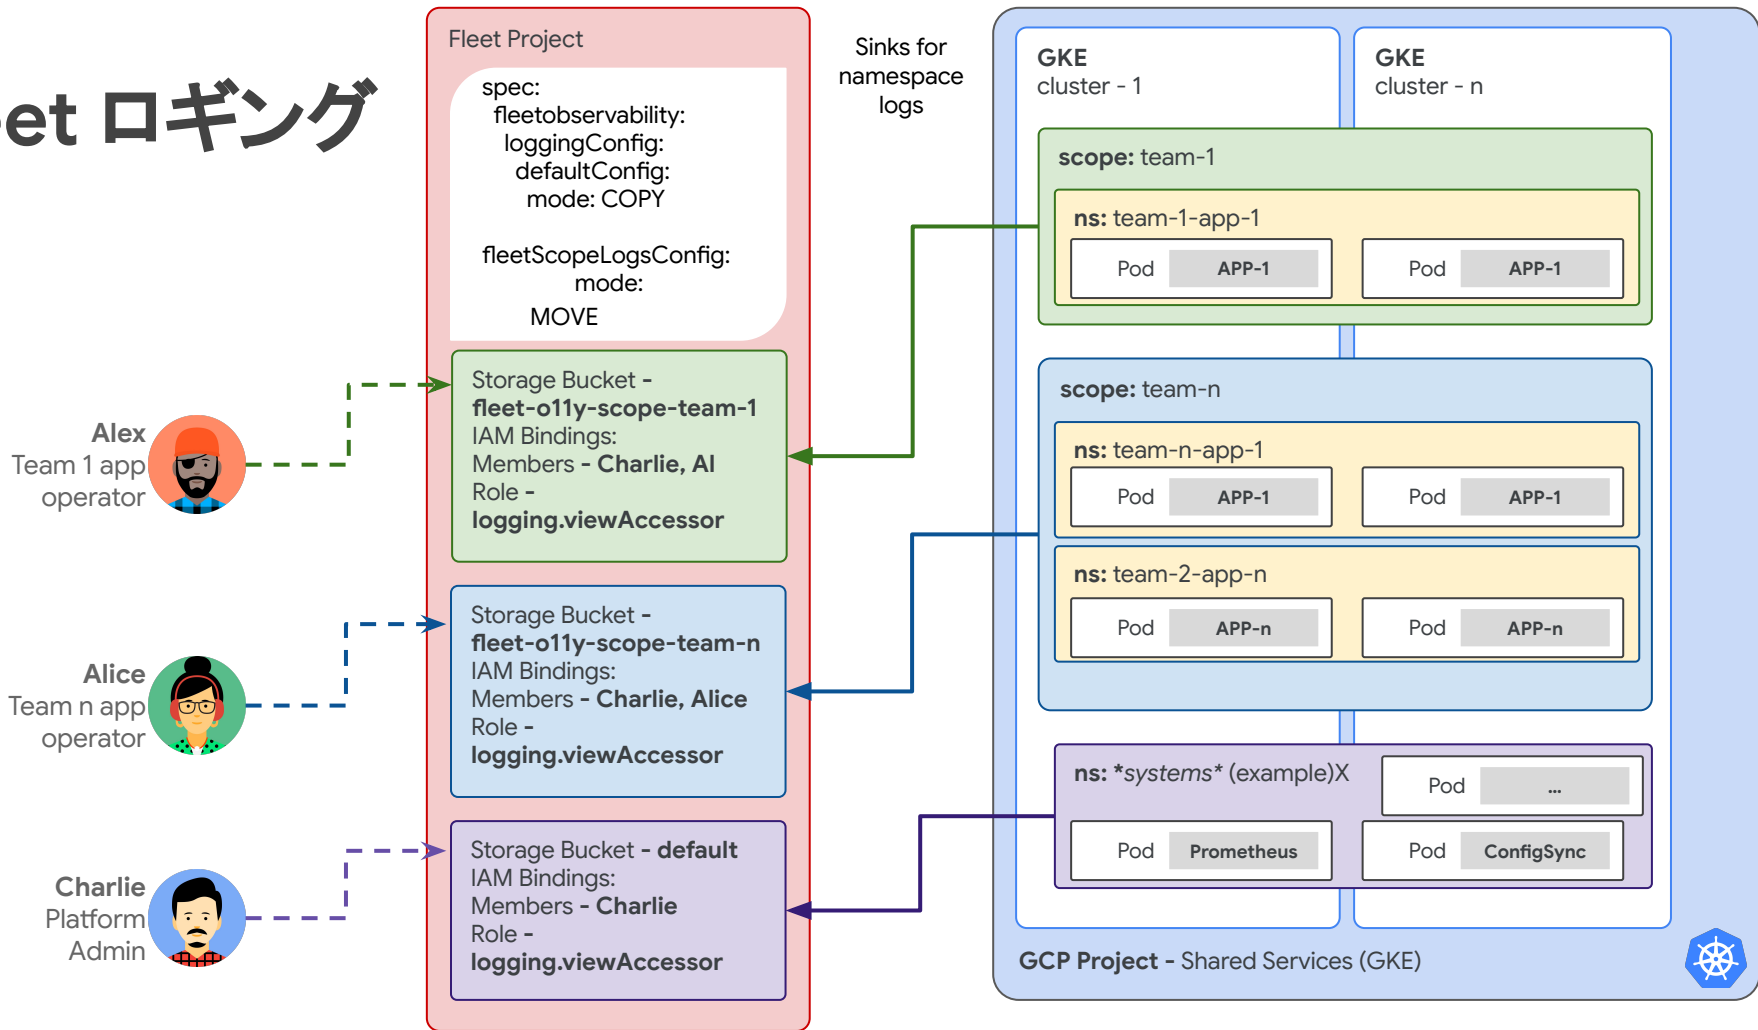 et ロギング
Fleet Project
spec:
fleetobservability:
loggingConfig:
defaultConfig:
mode: COPY
fleetScopeLogsConfig:
mode:
MOVE
Storage Bucket -
fleet-o11y-scope-team-1
IAM Bindings:
Members - Charlie, Al
Role -
logging.viewAccessor
Storage Bucket -
fleet-o11y-scope-team-n
IAM Bindings:
Members - Charlie, Alice
Role -
logging.viewAccessor
Storage Bucket - default
IAM Bindings:
Members - Charlie
Role -
logging.viewAccessor
Alex
Team 1 app
operator
Alice
Team n app
operator
Charlie
Platform
Admin
Sinks for
namespace
logs
GKE
cluster - 1
GKE
cluster - n
scope: team-1
ns: team-1-app-1
Pod APP-1
Pod APP-1
scope: team-n
ns: team-n-app-1
Pod APP-1
Pod APP-1
ns: team-2-app-n
Pod APP-n
Pod APP-n
ns: *systems* (example)X
Pod ...
Pod Prometheus
Pod ConfigSync
GCP Project - Shared Services (GKE)